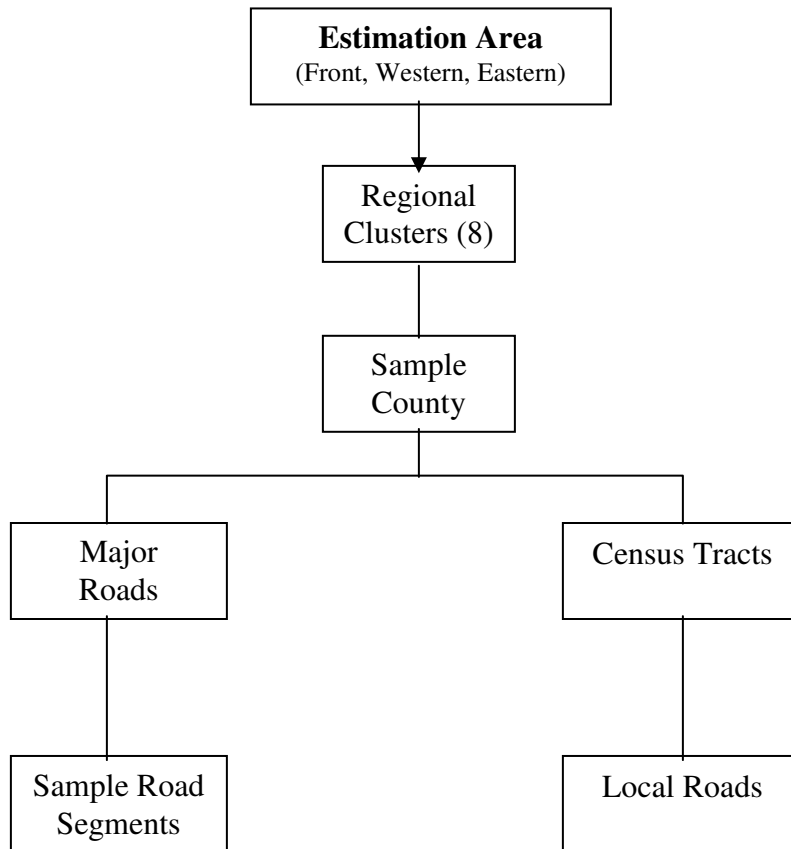 Estimation Area
(Front, Western, Eastern)
Regional
Clusters (8)
Sample
County
Major
Roads
Census Tracts
Sample Road
Segments
Local Roads